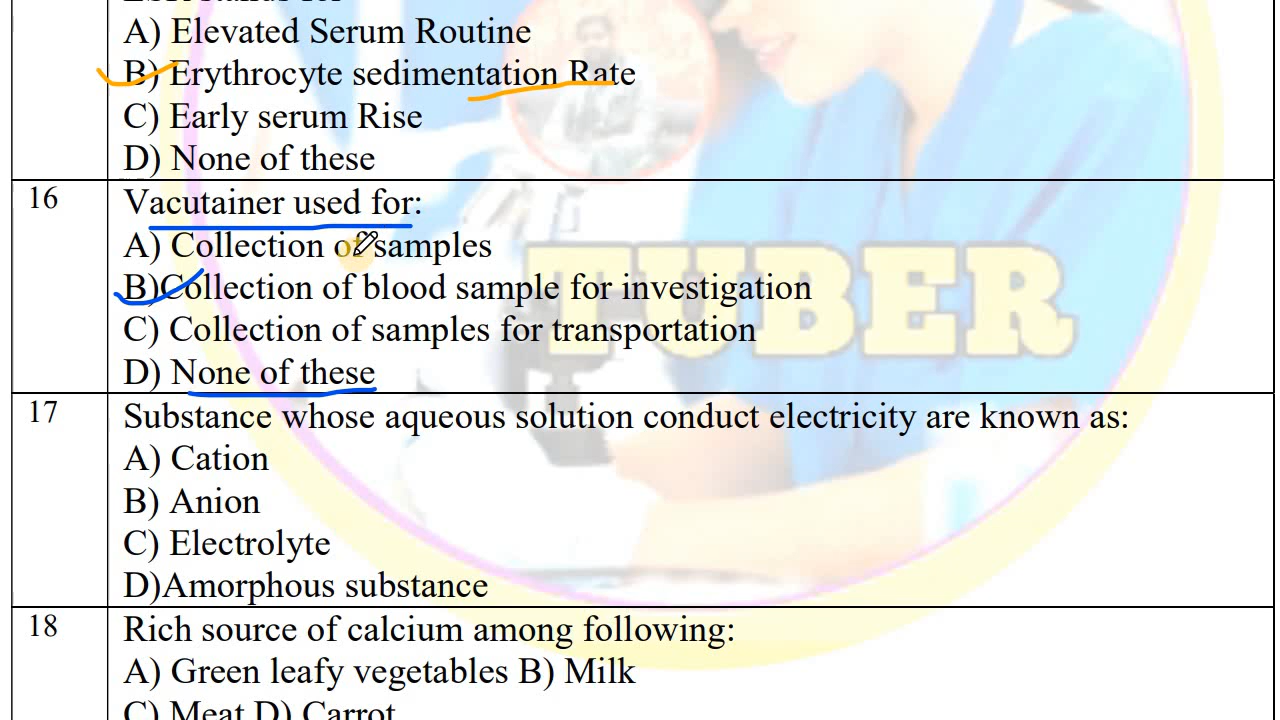 A) Elevated Serum Routine
B) Erythrocyte sedimentation Rate
C) Early serum Rise
D) None of these
16
Vacutainer used for:
A) Collection of samples
B)Collection of blood sample for investigation
C) Collection of samples for transportation
D) None of these
17
Substance whose aqueous solution conduct electricity are known as:
A) Cation
B) Anion
C) Electrolyte
D)Amorphous substance
18
Rich source of calcium among following:
A) Green leafy vegetables B) Milk
C) Meat D) Carrot
TUBER